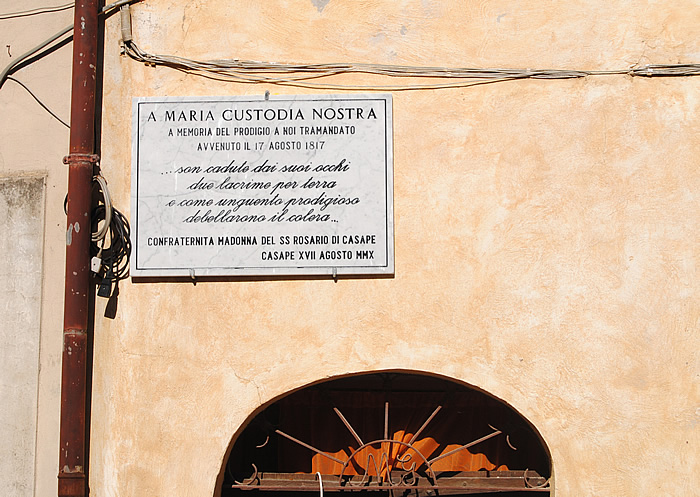 A MARIA CUSTODIA NOSTRA
A MEMORIA DEL PRODIGIO A NOI TRAMANDATO
AVVENUTO IL 17 AGOSTO 1817
...son cadute dai suoi occhi
due lacrime per terra
e come unguento prodigioso
debellarono il colera...
CONFRATERNITA MADONNA DEL SS ROSARIO DI CASAPE
CASAPE XVII AGOSTO MMX